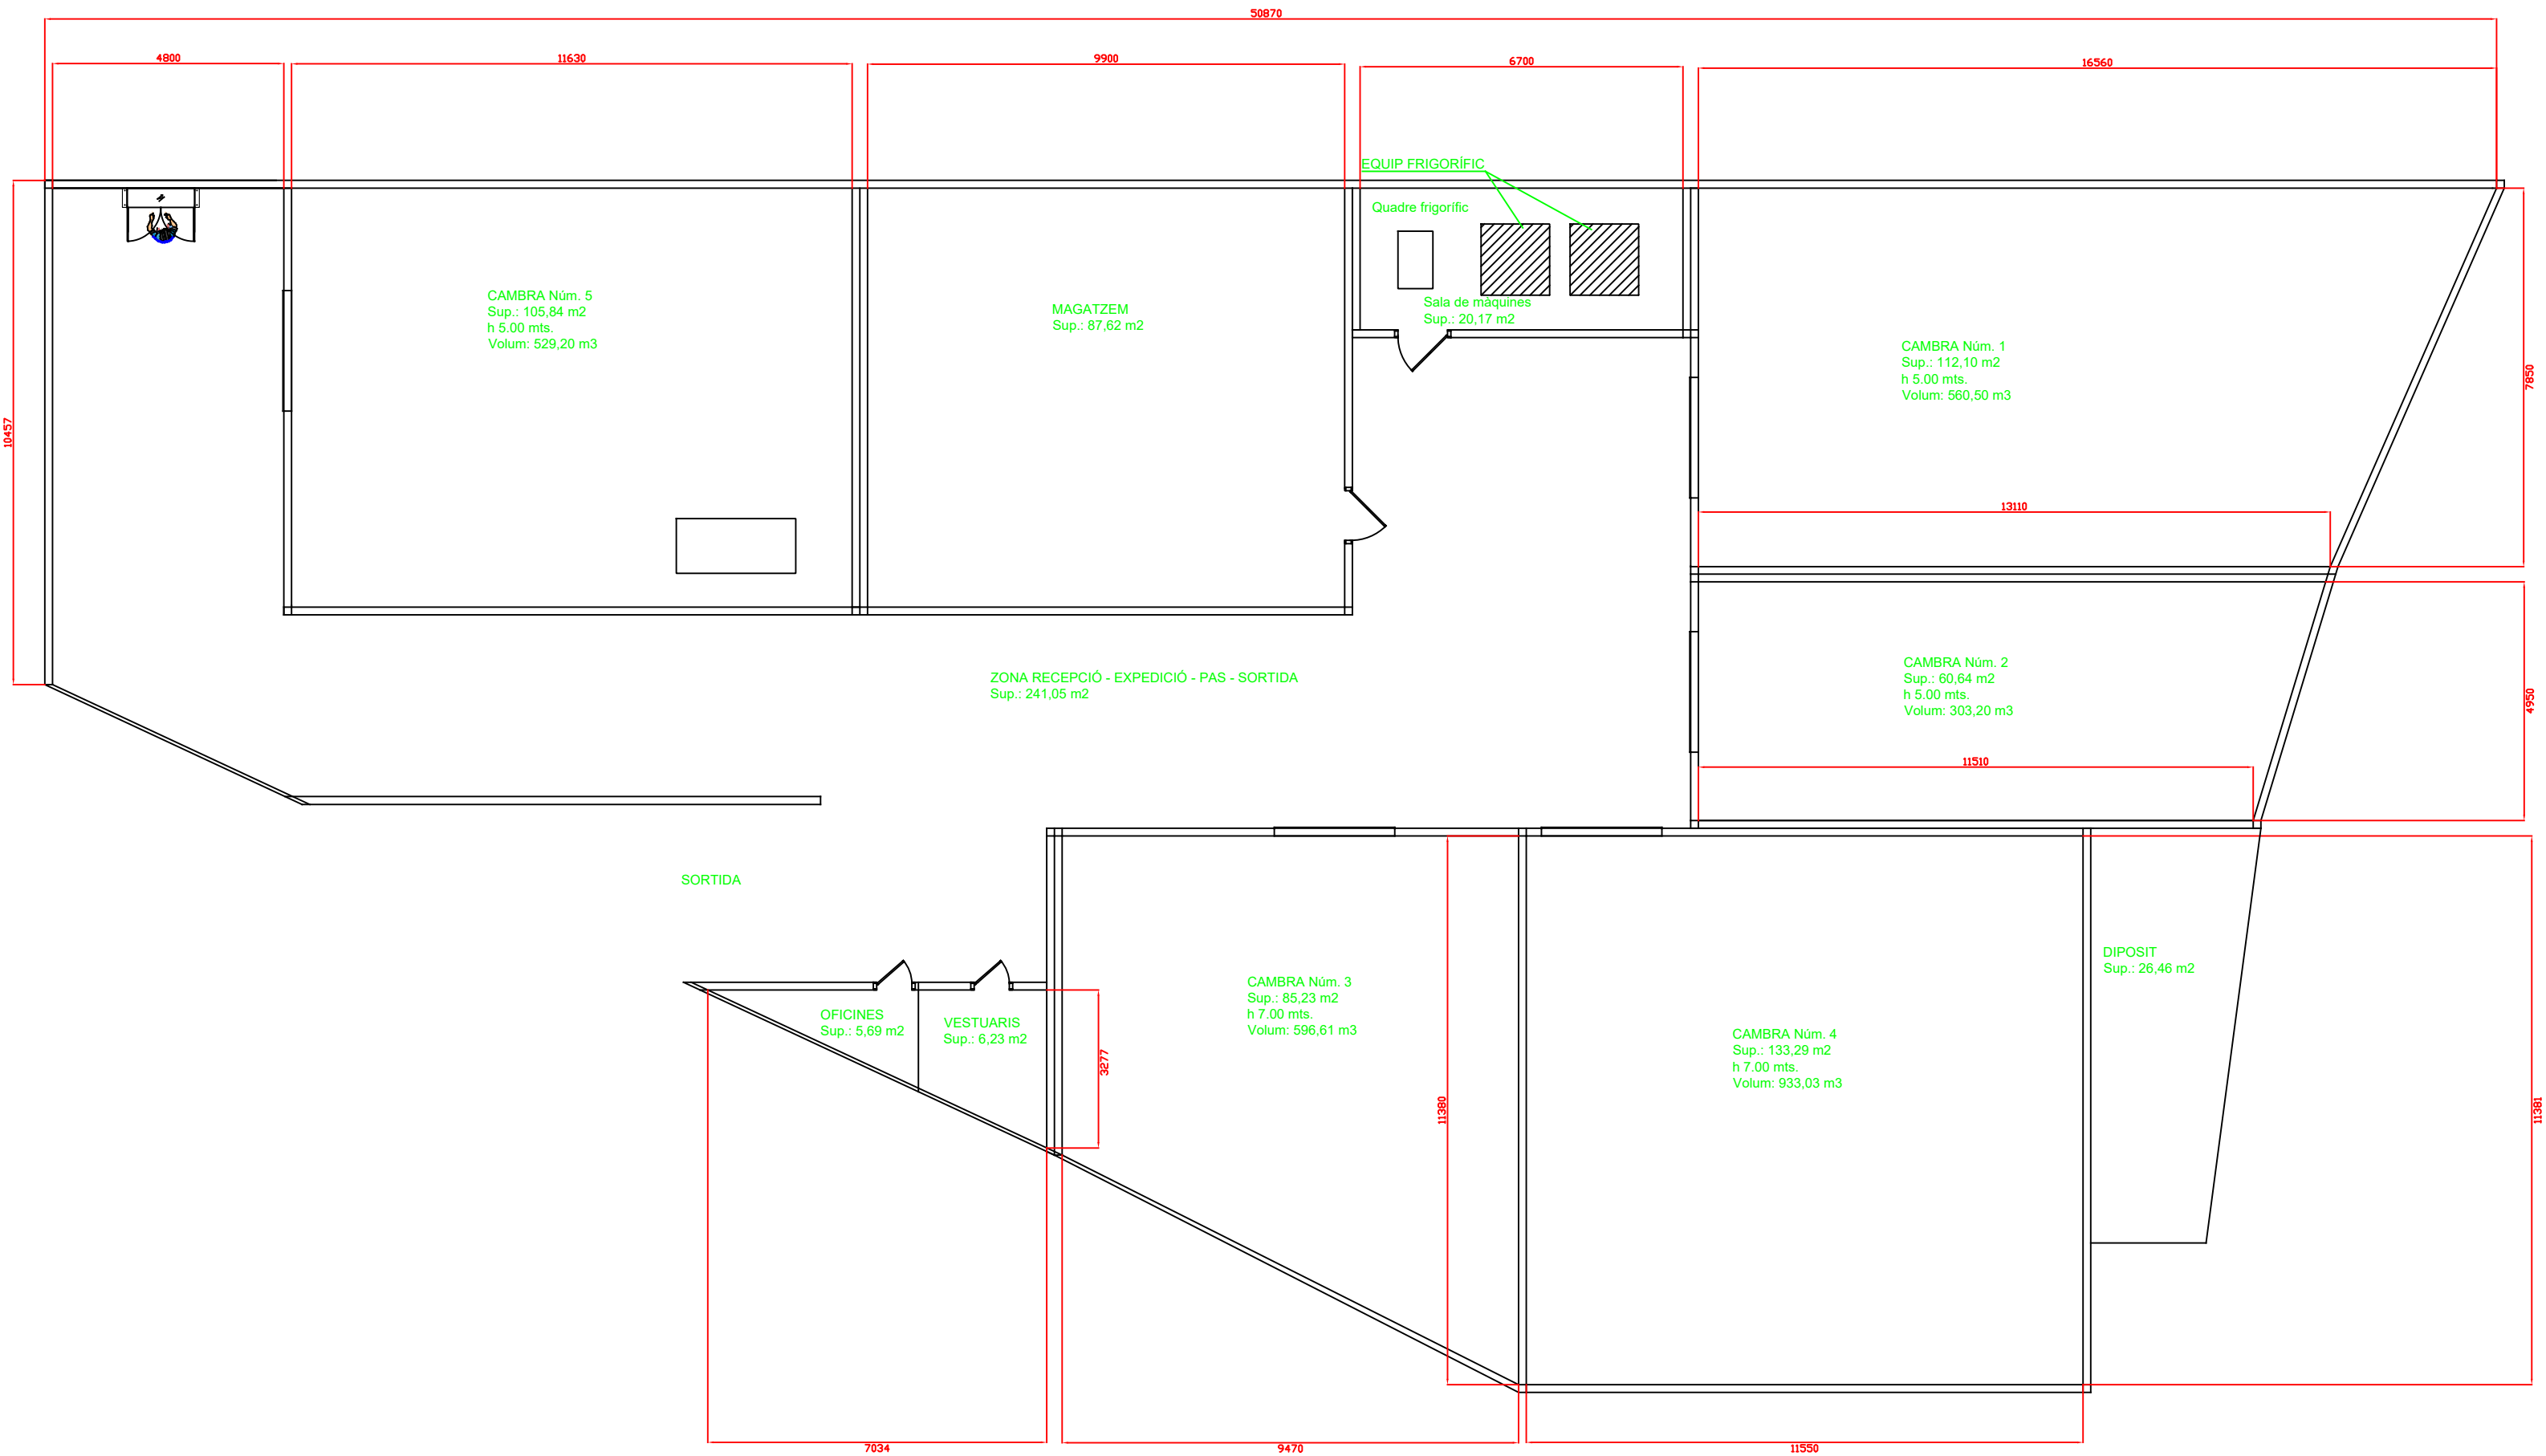 50870
4800
11630
9900
6700
16560
EQUIP FRIGORÍFIC
Quadre frigorífic
Sala de màquines
Sup.: 20,17 m2
CAMBRA Núm. 5
Sup.: 105,84 m2
h 5.00 mts.
Volum: 529,20 m3
MAGATZEM
Sup.: 87,62 m2
CAMBRA Núm. 1
Sup.: 112,10 m2
h 5.00 mts.
Volum: 560,50 m3
7850
10457
13110
ZONA RECEPCIÓ - EXPEDICIÓ - PAS - SORTIDA
Sup.: 241,05 m2
CAMBRA Núm. 2
Sup.: 60,64 m2
h 5.00 mts.
Volum: 303,20 m3
4950
11510
SORTIDA
OFICINES
Sup.: 5,69 m2
VESTUARIS
Sup.: 6,23 m2
3277
CAMBRA Núm. 3
Sup.: 85,23 m2
h 7.00 mts.
Volum: 596,61 m3
11380
CAMBRA Núm. 4
Sup.: 133,29 m2
h 7.00 mts.
Volum: 933,03 m3
DIPOSIT
Sup.: 26,46 m2
11381
7034
9470
11550